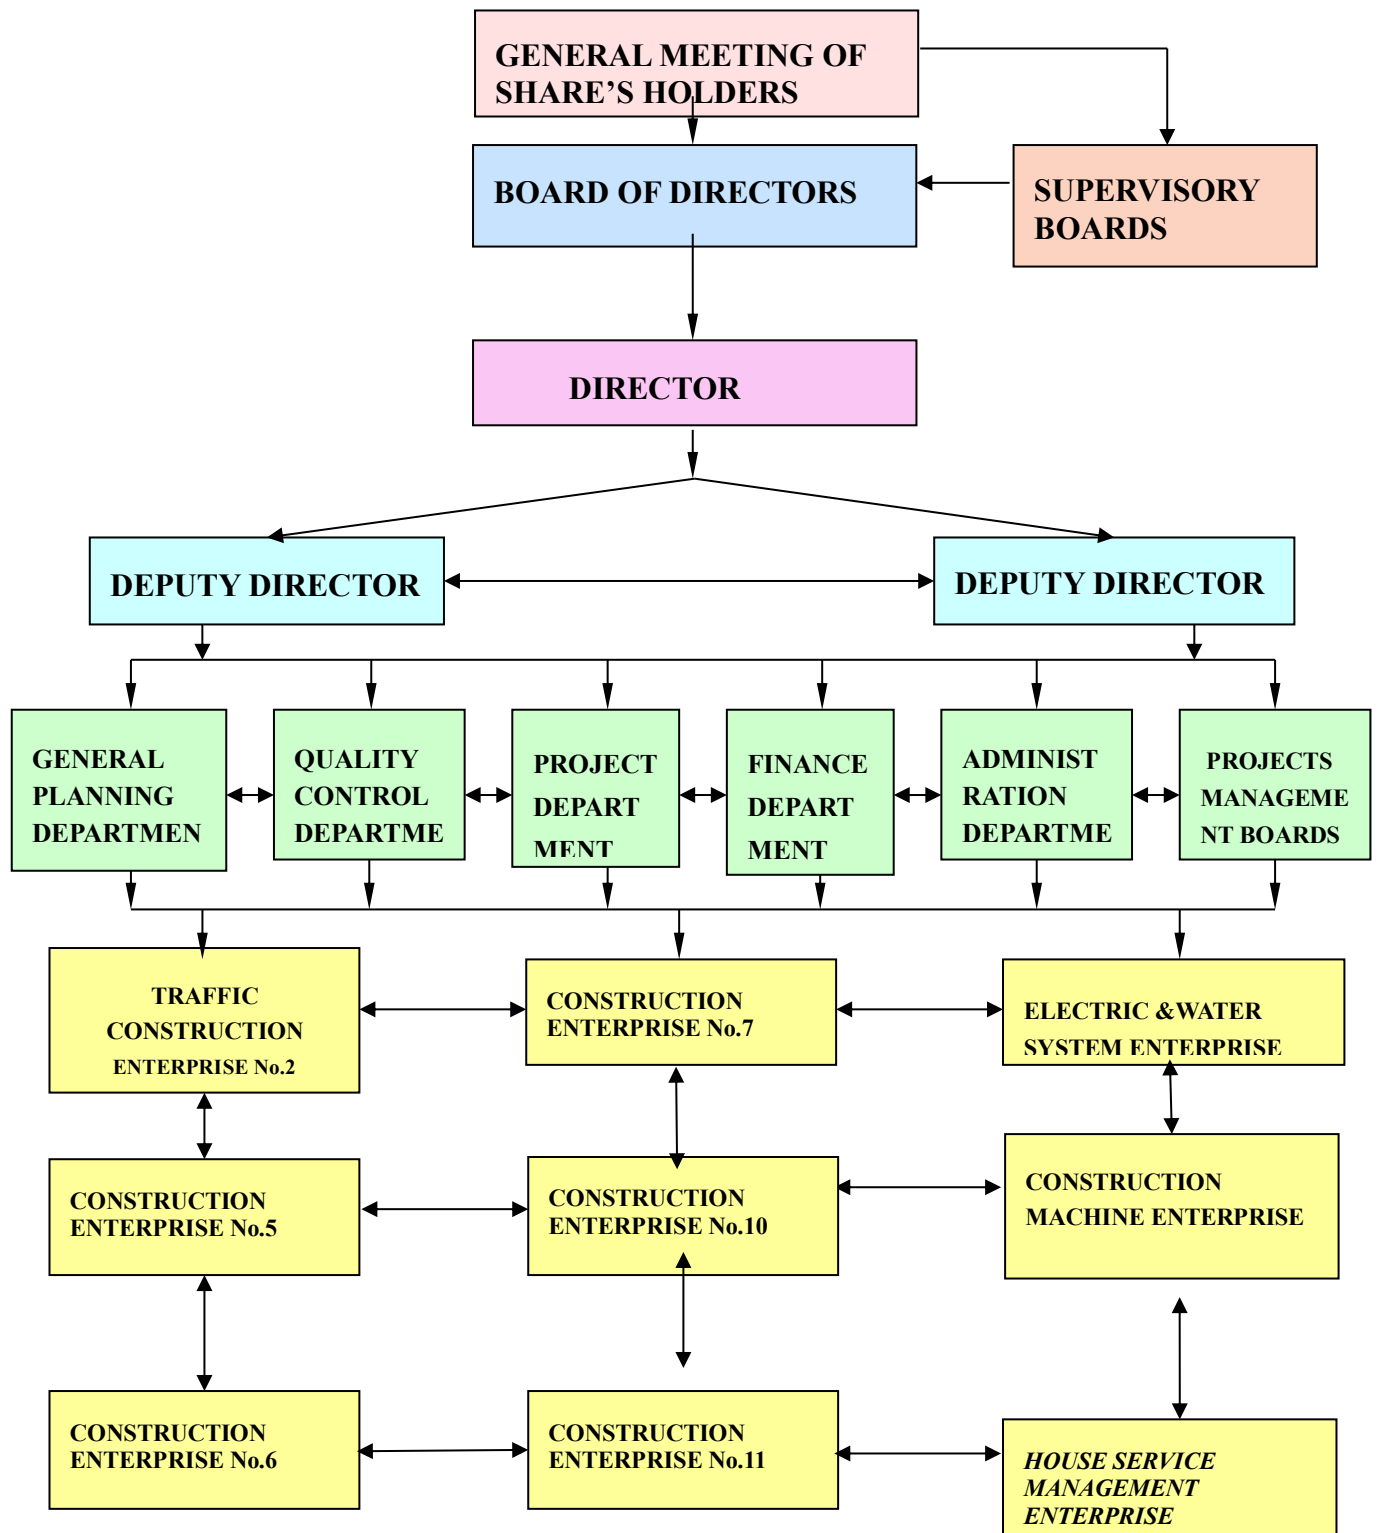 GENERAL MEETING OF
SHARE’S HOLDERS
BOARD OF DIRECTORS
SUPERVISORY
BOARDS
DIRECTOR
DEPUTY DIRECTOR
DEPUTY DIRECTOR
GENERAL
PLANNING
DEPARTMEN
QUALITY
CONTROL
DEPARTME
PROJECT
DEPART
MENT
FINANCE
DEPART
MENT
ADMINIST
RATION
DEPARTME
PROJECTS
MANAGEME
NT BOARDS
TRAFFIC
CONSTRUCTION
ENTERPRISE No.2
CONSTRUCTION
ENTERPRISE No.7
ELECTRIC &WATER
SYSTEM ENTERPRISE
CONSTRUCTION
ENTERPRISE No.5
CONSTRUCTION
ENTERPRISE No.10
CONSTRUCTION
MACHINE ENTERPRISE
CONSTRUCTION
ENTERPRISE No.6
CONSTRUCTION
ENTERPRISE No.11
HOUSE SERVICE
MANAGEMENT
ENTERPRISE